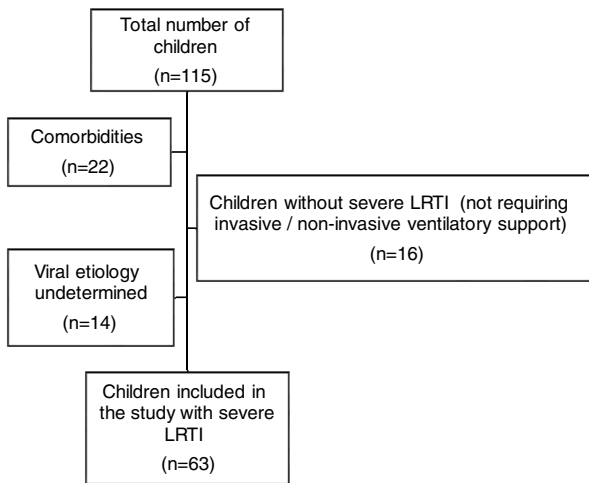 Total number of
children
(n=115)
Comorbidities
(n=22)
Children without severe LRTI (not requiring
invasive / non-invasive ventilatory support)
(n=16)
Viral etiology
undetermined
(n=14)
Children included in
the study with severe
LRTI
(n=63)